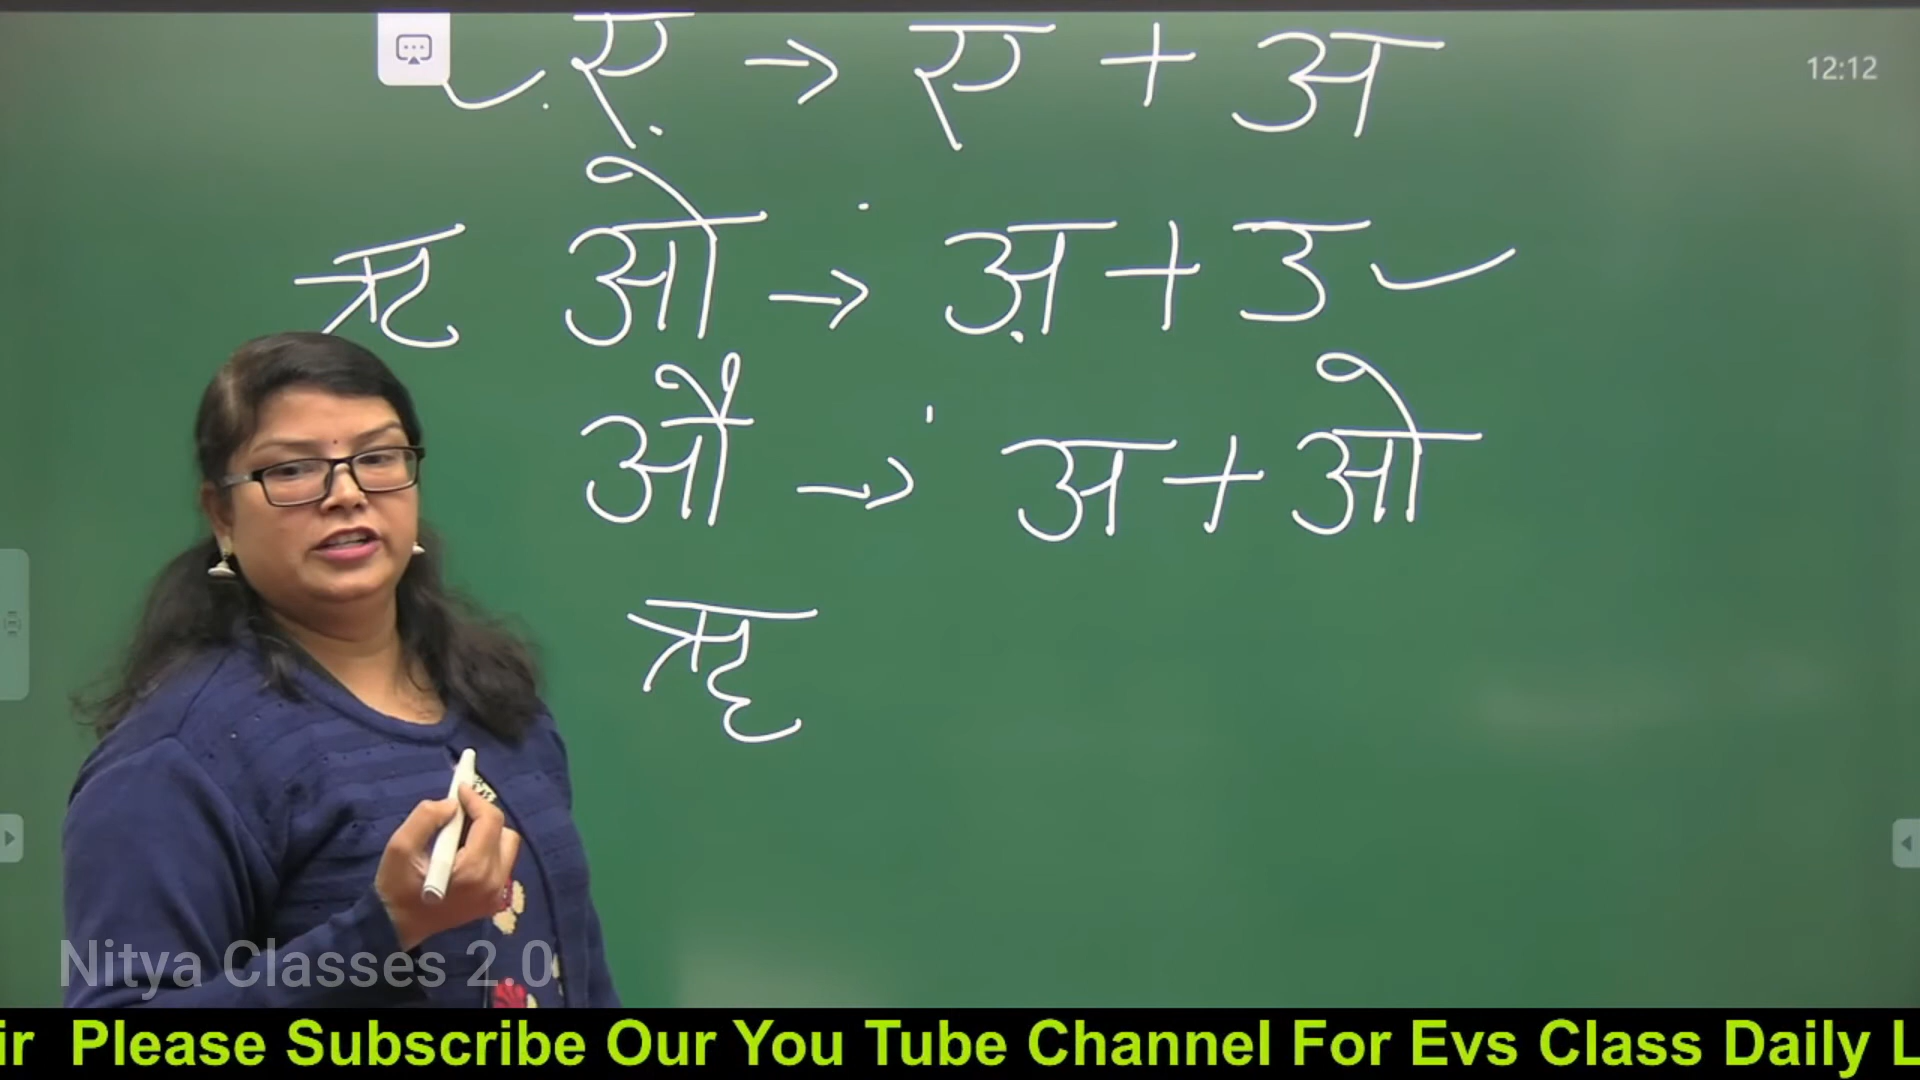 ए → ए + अ
12:12
ऋ ओ → अ + उ
औ → अ + ओ
ॠ
Nitya Classes 2.0
ir Please Subscribe Our You Tube Channel For Evs Class Daily L